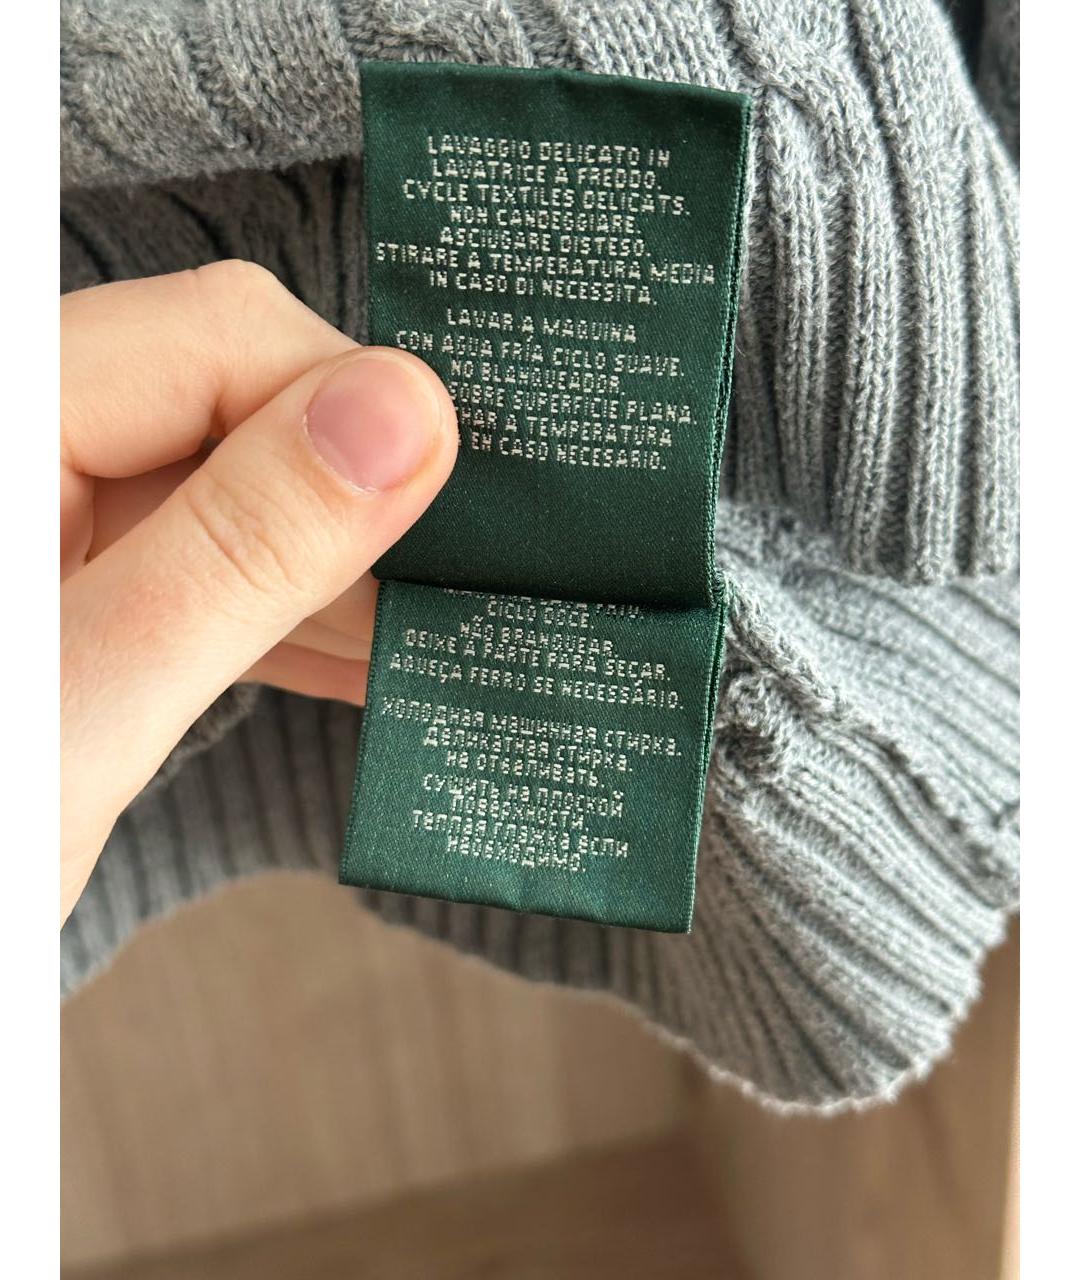 LAVAGGIO DELICATO IN
LAVATRICE A FREDDO.
CYCLE TEXTILES DELICATS.
NON CANDEGGIARE.
ASCIUGARE DISTESO.
STIRARE A TEMPERATURA MEDIA
IN CASO DI NECESSITA.
LAVAR A MAQUINA
CON AGUA FRÍA CICLO SUAVE.
NO BLANQUEADOR.
SUPERFICIE PLANA.
A TEMPERATURA
EN CASO NECESARIO.
CICLO DOCE.
NÃO BRANQUEAR.
DEIXE A PARTE PARA SEÇAR.
AQUEÇA FERRO SE NECESSÁRIO.
ХОЛОДНАЯ МАШИННАЯ СТИРКА.
ДЕЛИКАТНАЯ СТИРКА.
НЕ ОТБЕЛИВАТЬ.
СУШИТЬ НА ПЛОСКОЙ
ПОВЕРХНОСТИ.
ТЕПЛАЯ ГЛАЖКА ЕСЛИ
НЕОБХОДИМО.